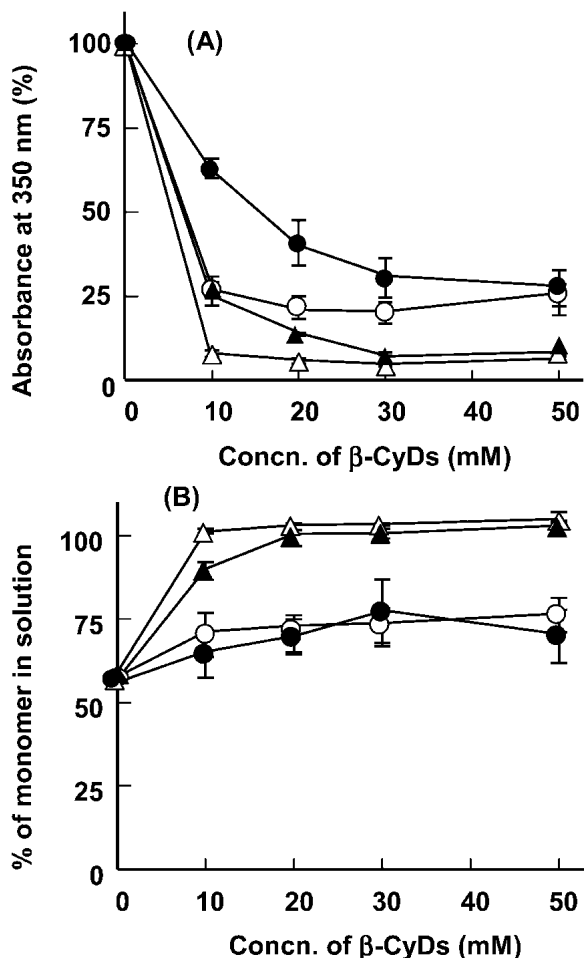 (A)
Absorbance at 350 nm (%)
100
75
50
25
0
0 10 20 30 40 50
Concn. of β-CyDs (mM)
(B)
% of monomer in solution
100
75
50
25
0
0 10 20 30 40 50
Concn. of β-CyDs (mM)